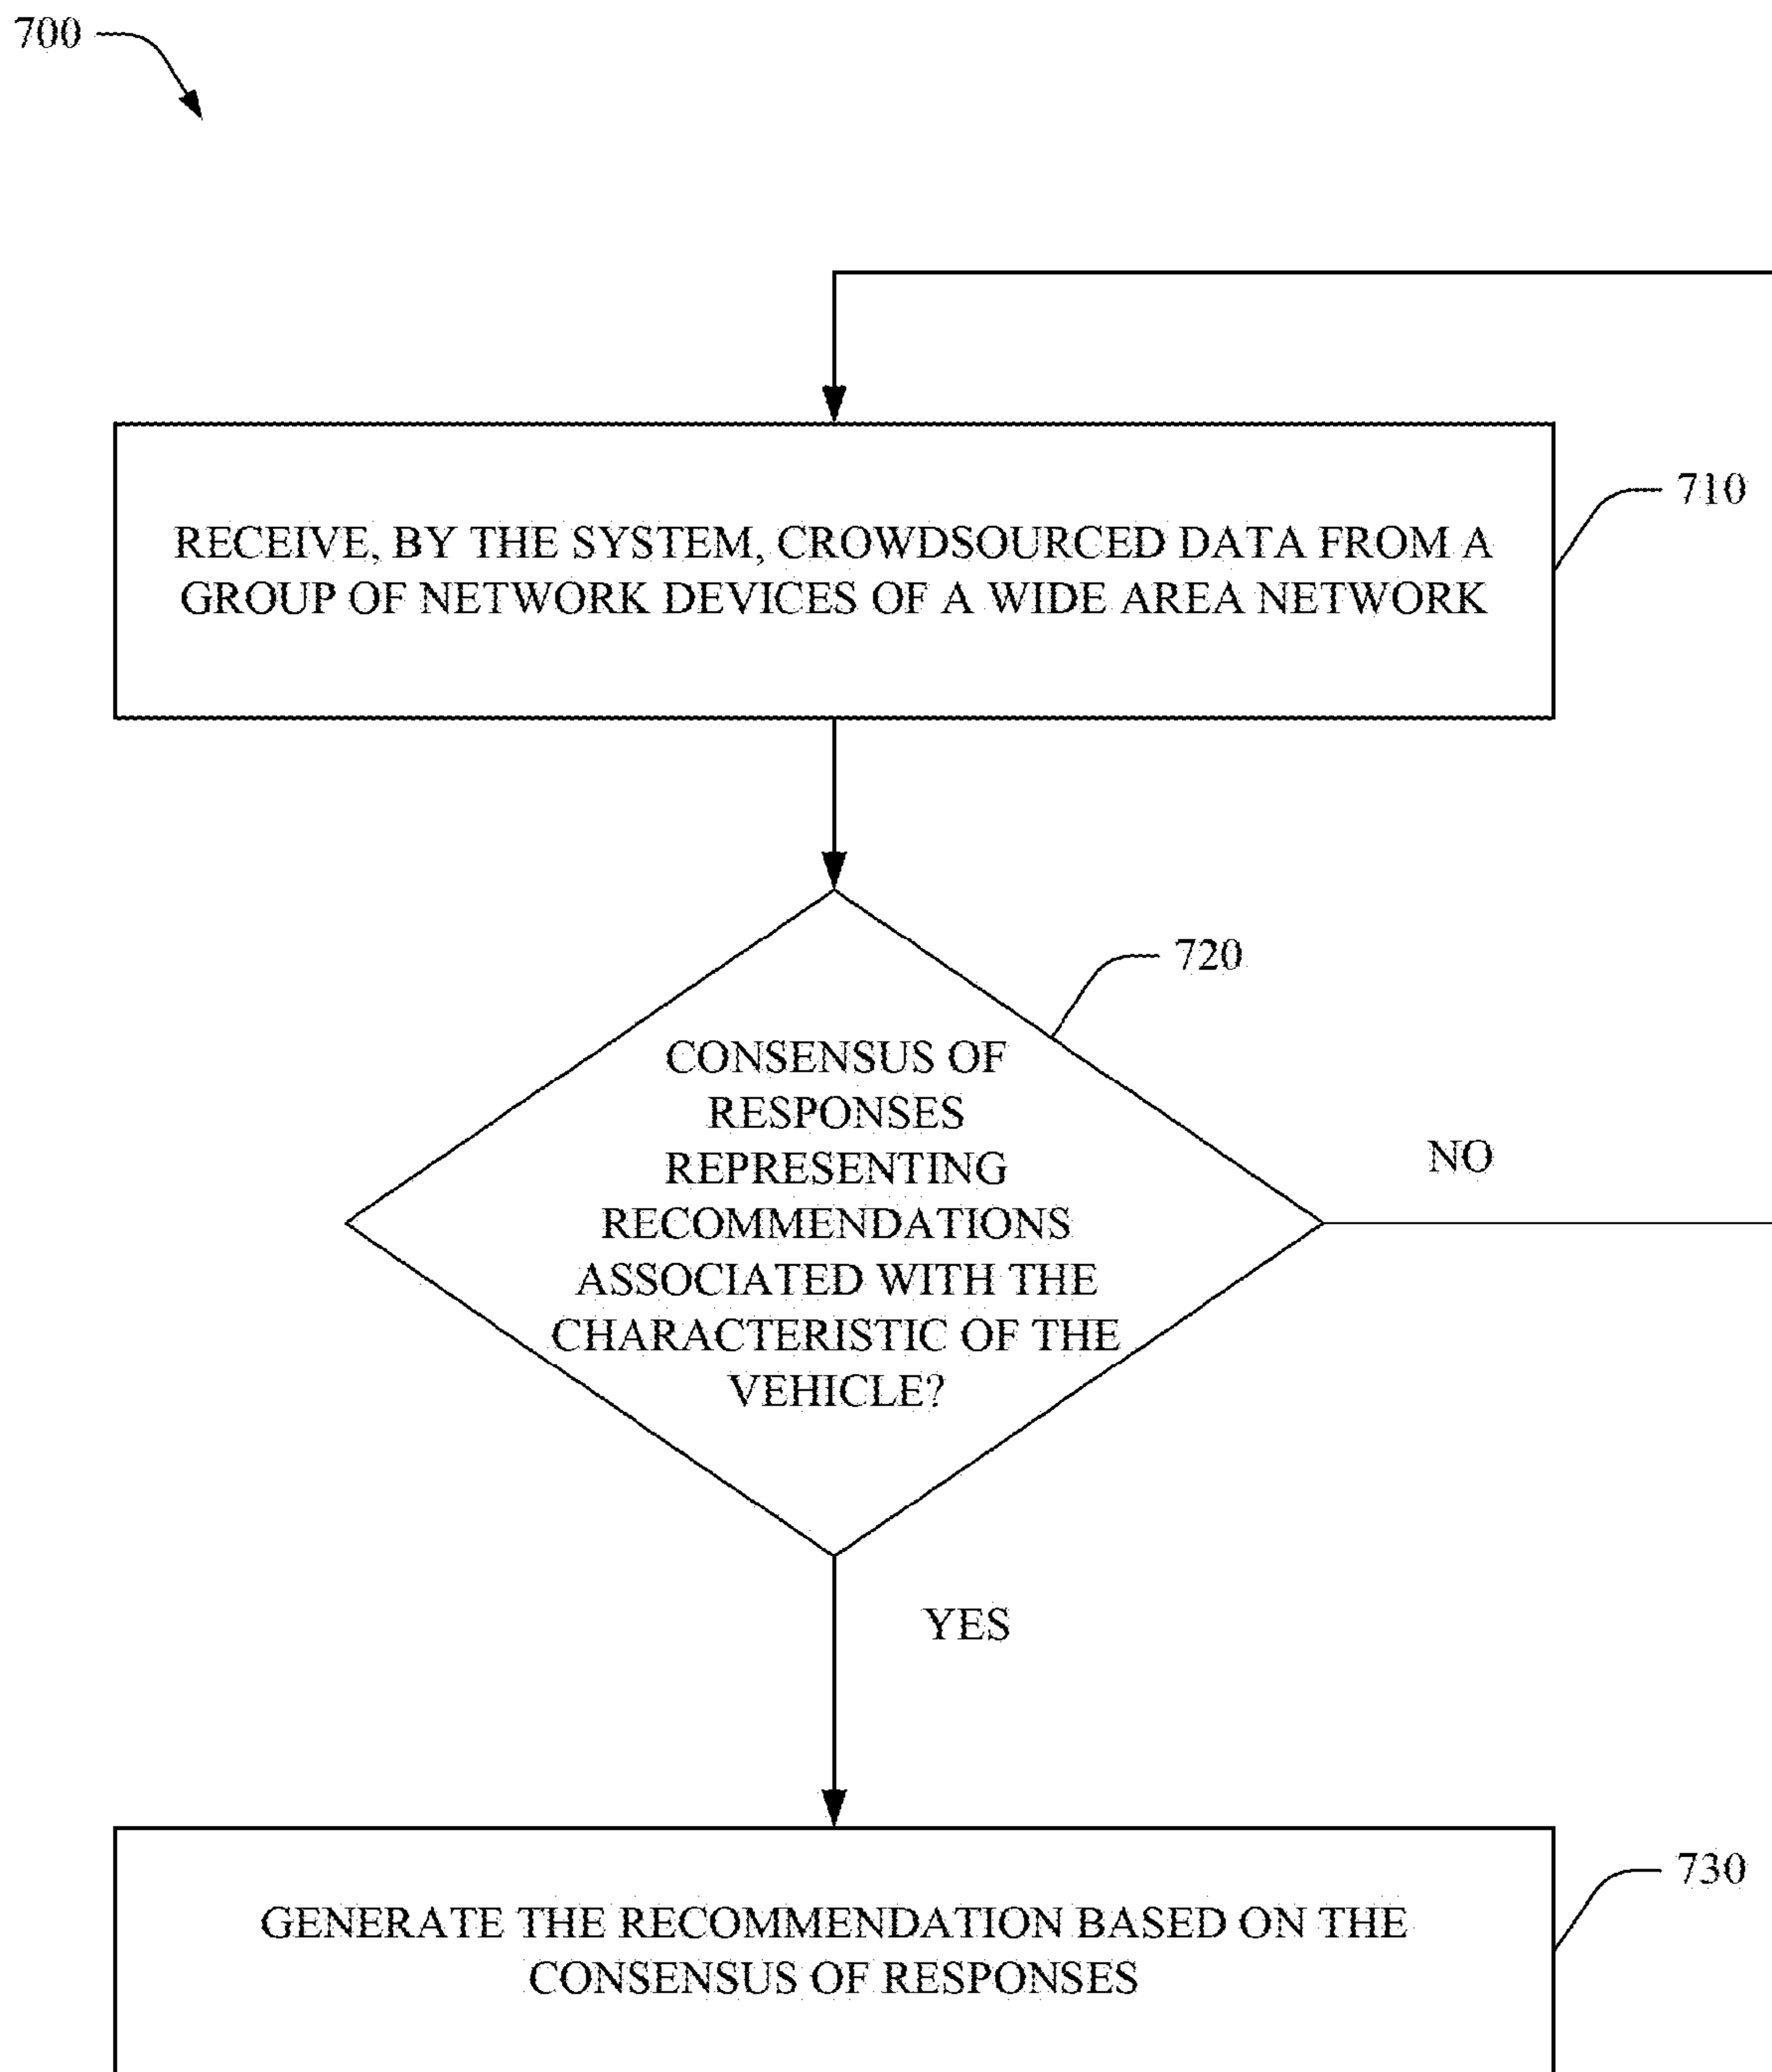 700
RECEIVE, BY THE SYSTEM, CROWDSOURCED DATA FROM A
GROUP OF NETWORK DEVICES OF A WIDE AREA NETWORK
710
720
CONSENSUS OF
RESPONSES
REPRESENTING
RECOMMENDATIONS
ASSOCIATED WITH THE
CHARACTERISTIC OF THE
VEHICLE?
NO
YES
GENERATE THE RECOMMENDATION BASED ON THE
CONSENSUS OF RESPONSES
730